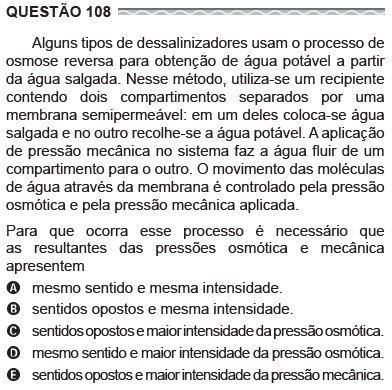 QUESTÃO 108
Alguns tipos de dessalinizadores usam o processo de
osmose reversa para obtenção de água potável a partir
da água salgada. Nesse método, utiliza-se um recipiente
contendo dois compartimentos separados por uma
membrana semipermeável: em um deles coloca-se água
salgada e no outro recolhe-se a água potável. A aplicação
de pressão mecânica no sistema faz a água fluir de um
compartimento para o outro. O movimento das moléculas
de água através da membrana é controlado pela pressão
osmótica e pela pressão mecânica aplicada.
Para que ocorra esse processo é necessário que
as resultantes das pressões osmótica e mecânica
apresentem
A mesmo sentido e mesma intensidade.
B sentidos opostos e mesma intensidade.
C sentidos opostos e maior intensidade da pressão osmótica.
D mesmo sentido e maior intensidade da pressão osmótica.
E sentidos opostos e maior intensidade da pressão mecânica.